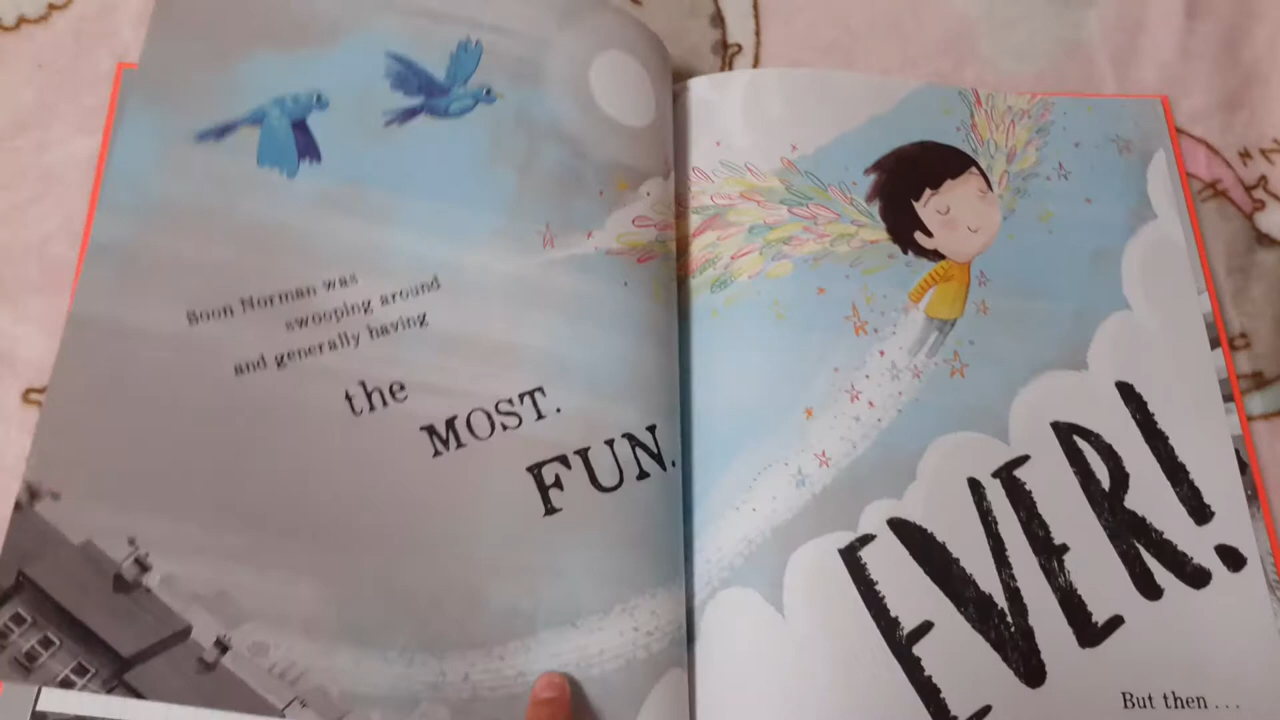 Soon Norman was
swooping around
and generally having
the
MOST.
FUN.
EVER!
But then . . .